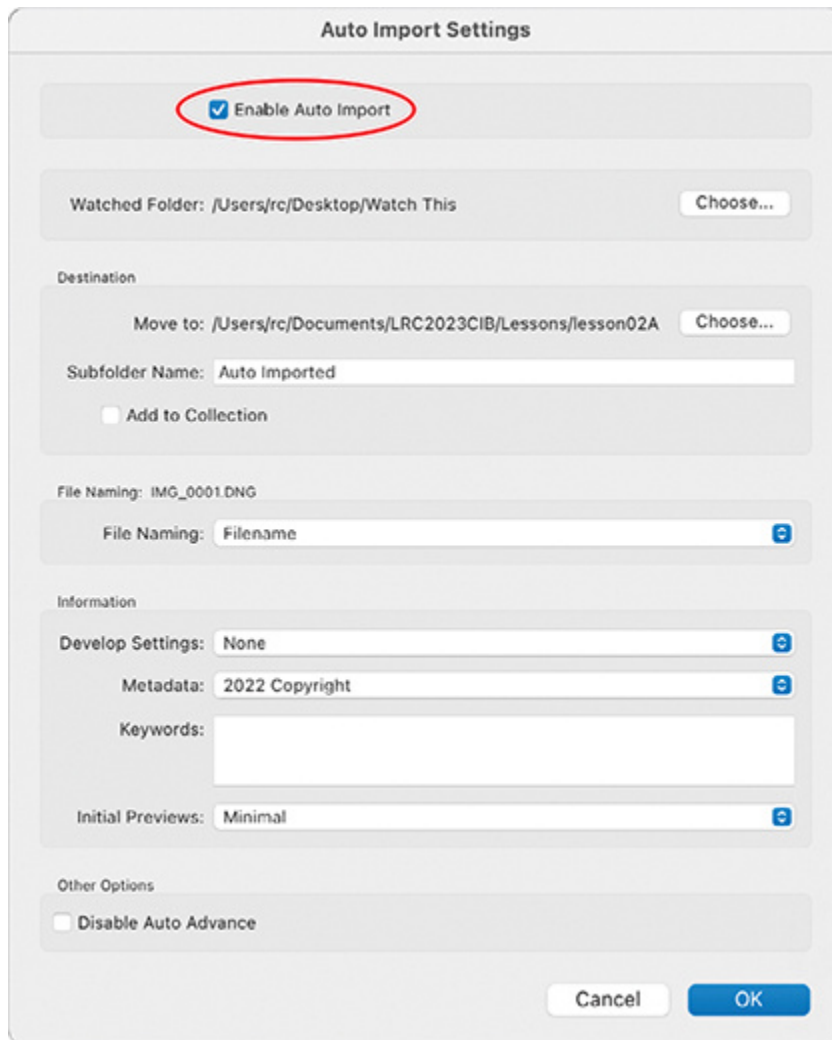 Auto Import Settings
Enable Auto Import
Watched Folder: /Users/rc/Desktop/Watch This
Choose...
Destination
Move to: /Users/rc/Documents/LRC2023CIB/Lessons/lesson02A
Choose...
Subfolder Name: Auto Imported
Add to Collection
File Naming: IMG_0001.DNG
File Naming: Filename
Information
Develop Settings: None
Metadata: 2022 Copyright
Keywords:
Initial Previews: Minimal
Other Options
Disable Auto Advance
Cancel
OK